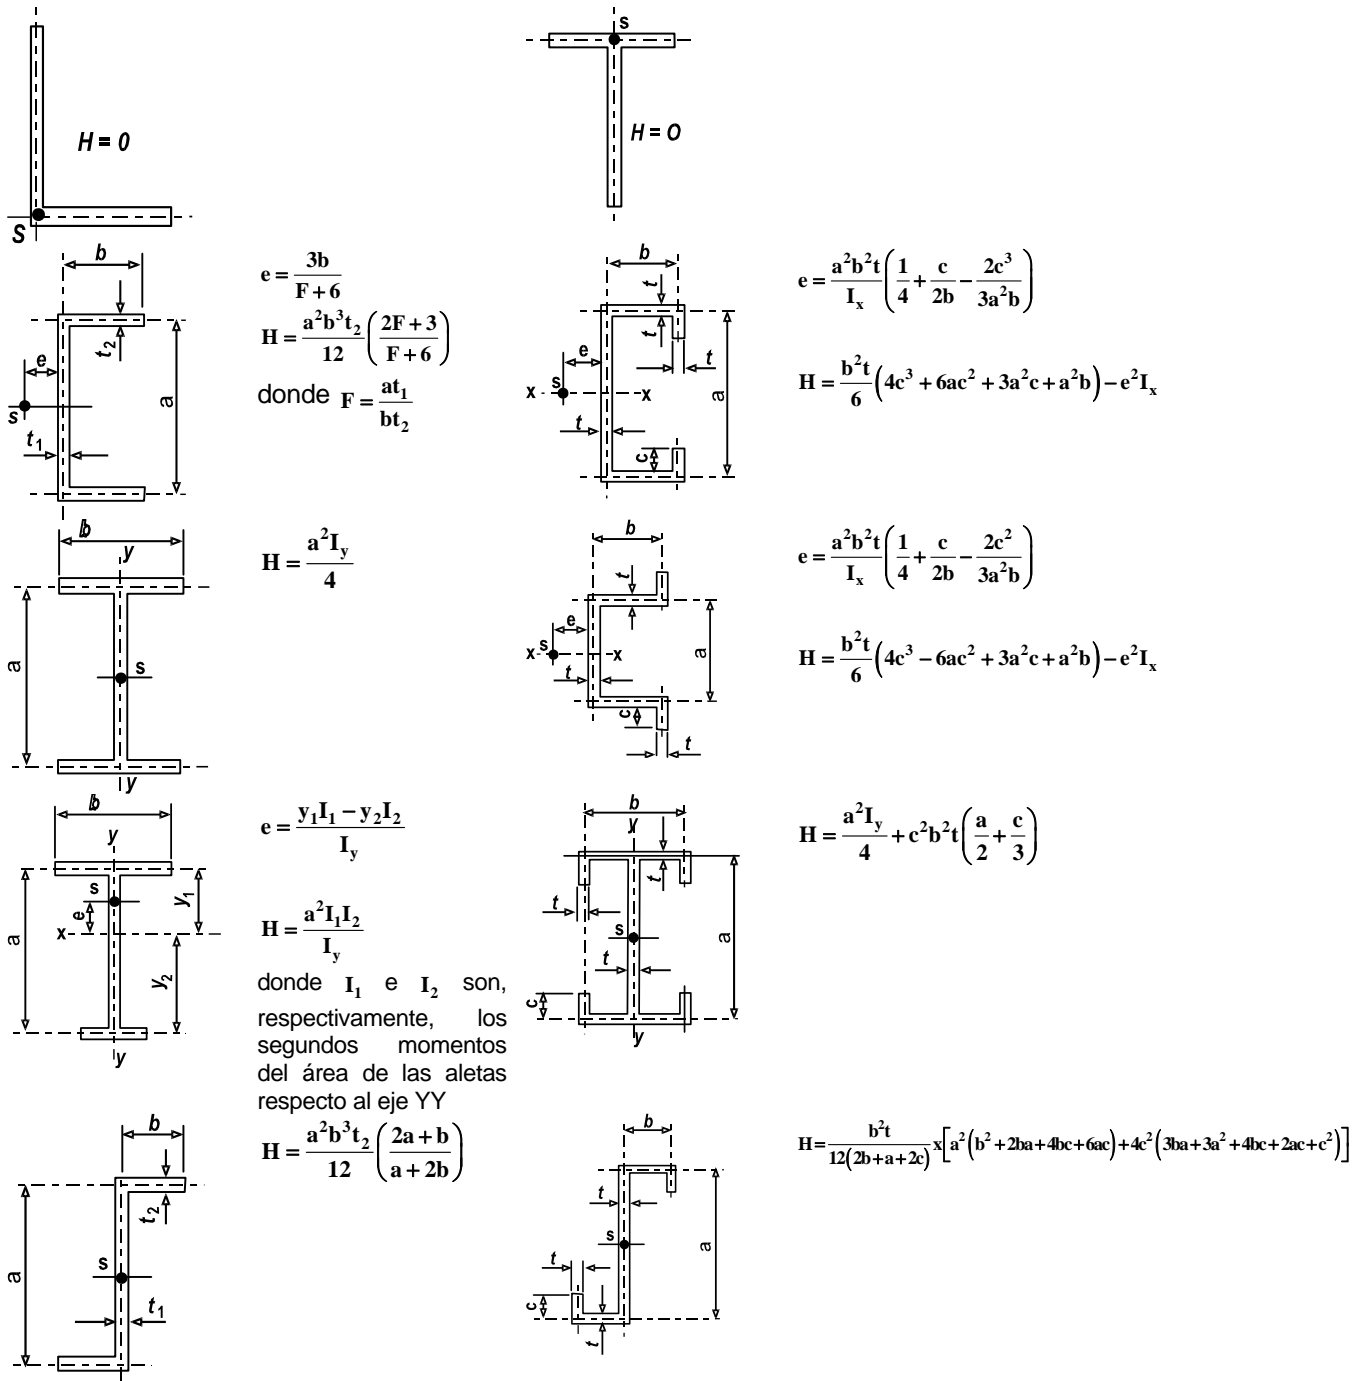 H = 0
S
s
H = O
b
t₂
e
a
s
t₁
e = 3b / (F + 6)
H = a²b³t₂ / 12 ((2F + 3) / (F + 6))
donde F = at₁ / bt₂
b
t
e
t
s
x x
a
t
c
e = a²b²t / Iₓ (1/4 + c/2b − 2c³/3a²b)
H = b²t / 6 (4c³ + 6ac² + 3a²c + a²b) − e²Iₓ
b
y
a
s
y
H = a²I_y / 4
b
t
e
s
x x
a
t
c
t
e = a²b²t / Iₓ (1/4 + c/2b − 2c²/3a²b)
H = b²t / 6 (4c³ − 6ac² + 3a²c + a²b) − e²Iₓ
b
y
s
y₁
e
a
x
y₂
y
e = (y₁I₁ − y₂I₂) / I_y
H = a²I₁I₂ / I_y
donde I₁ e I₂ son,
respectivamente, los
segundos momentos
del área de las aletas
respecto al eje YY
b
y
t
t
s
a
t
c
y
H = a²I_y / 4 + c²b²t (a/2 + c/3)
b
t₂
a
s
t₁
H = a²b³t₂ / 12 ((2a + b) / (a + 2b))
b
t
s
a
t
c
t
H = b²t / 12(2b+a+2c) x [a²(b²+2ba+4bc+6ac)+4c²(3ba+3a²+4bc+2ac+c²)]